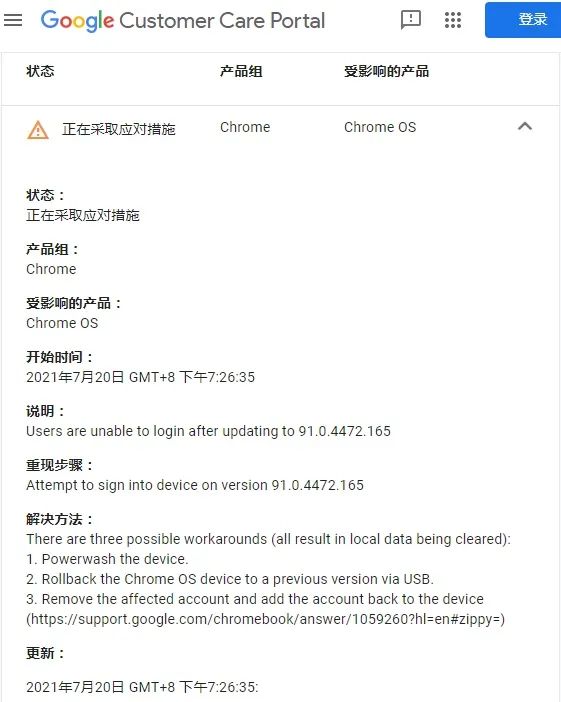 Google Customer Care Portal
登录
状态 产品组 受影响的产品
正在采取应对措施 Chrome Chrome OS
状态：
正在采取应对措施
产品组：
Chrome
受影响的产品：
Chrome OS
开始时间：
2021年7月20日 GMT+8 下午7:26:35
说明：
Users are unable to login after updating to 91.0.4472.165
重现步骤：
Attempt to sign into device on version 91.0.4472.165
解决方法：
There are three possible workarounds (all result in local data being cleared):
1. Powerwash the device.
2. Rollback the Chrome OS device to a previous version via USB.
3. Remove the affected account and add the account back to the device
(https://support.google.com/chromebook/answer/1059260?hl=en#zippy=)
更新：
2021年7月20日 GMT+8 下午7:26:35: